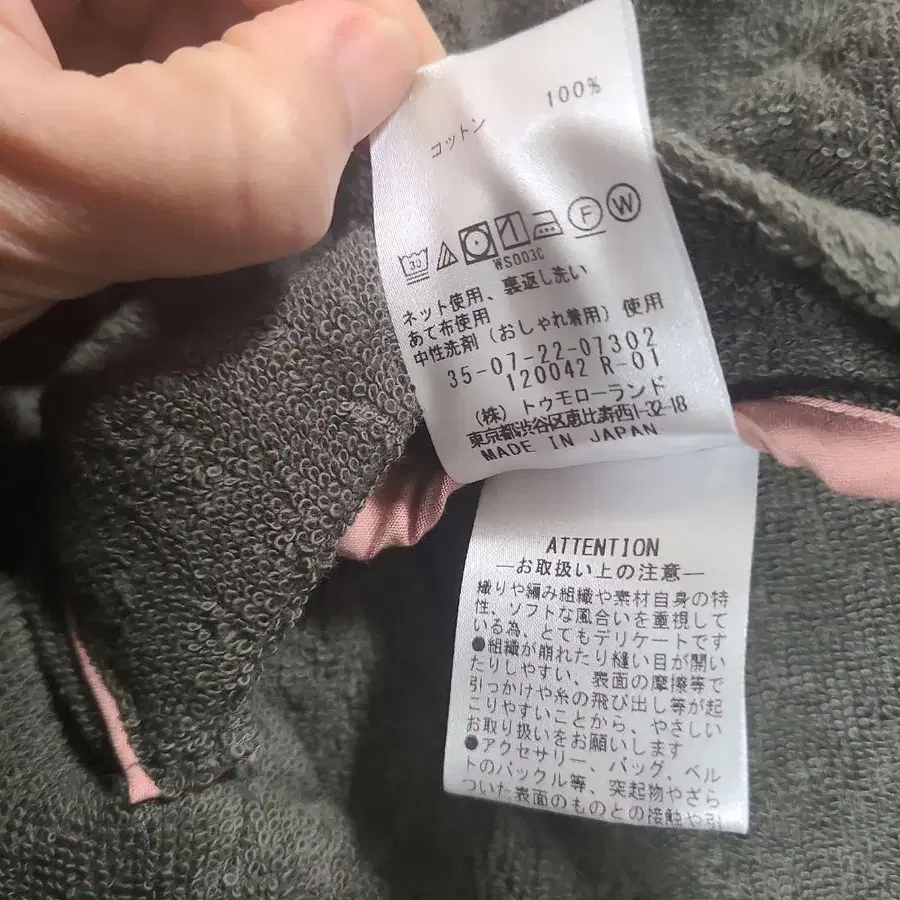 コットン 100%
30 F W
WS003C
ネット使用、裏返し洗い
あて布使用
中性洗剤(おしゃれ着用)使用
35-07-22-07302
120042 R-01
(株)トゥモローランド
東京都渋谷区恵比寿西1-32-18
MADE IN JAPAN
ATTENTION
―お取扱い上の注意―
織りや編み組織や素材自身の特
性、ソフトな風合いを重視して
いる為、とてもデリケートです
●組織が崩れたり縫い目が開い
たりしやすい、表面の摩擦等で
引っかけや糸の飛び出し等が起
こりやすいことから、やさしい
お取り扱いをお願いします
●アクセサリー、バッグ、ベル
トのバックル等、突起物やざら
ついた表面のものとの接触や引